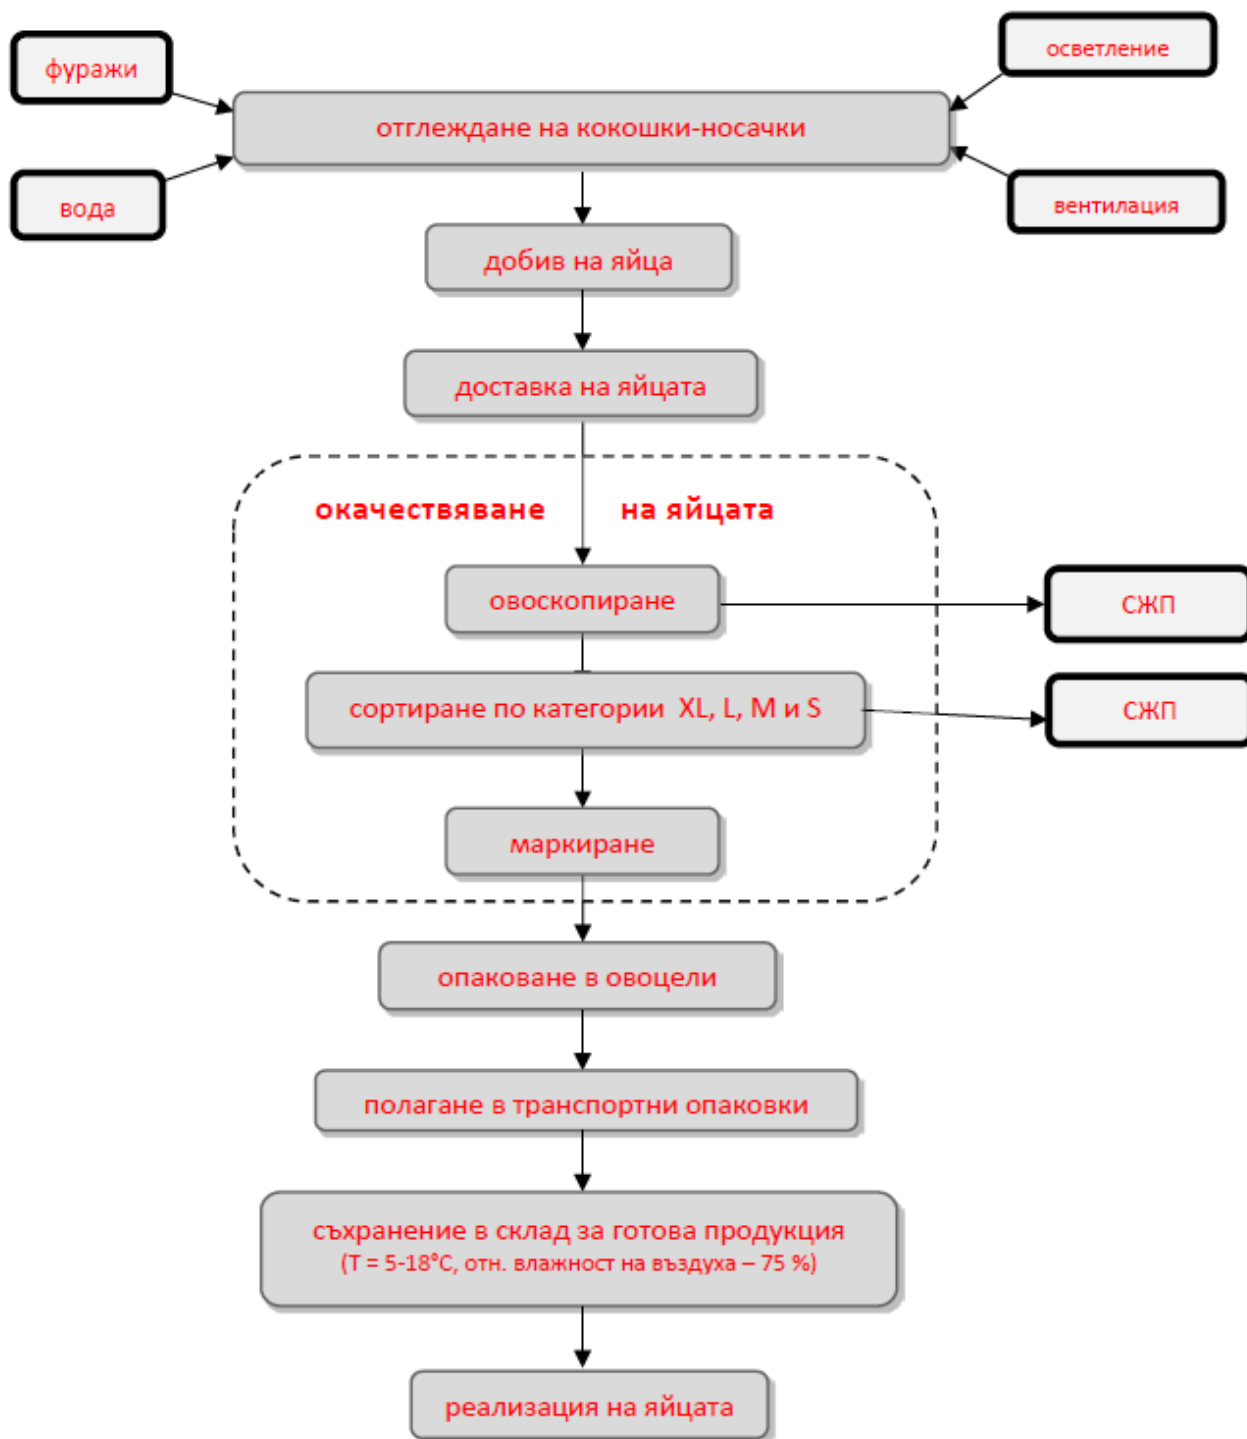 фуражи
осветление
отглеждане на кокошки-носачки
вода
вентилация
добив на яйца
доставка на яйцата
окачествяване на яйцата
овоскопиране
СЖП
сортиране по категории XL, L, M и S
СЖП
маркиране
опаковане в овоцели
полагане в транспортни опаковки
съхранение в склад за готова продукция
(T = 5-18°C, отн. влажност на въздуха – 75 %)
реализация на яйцата